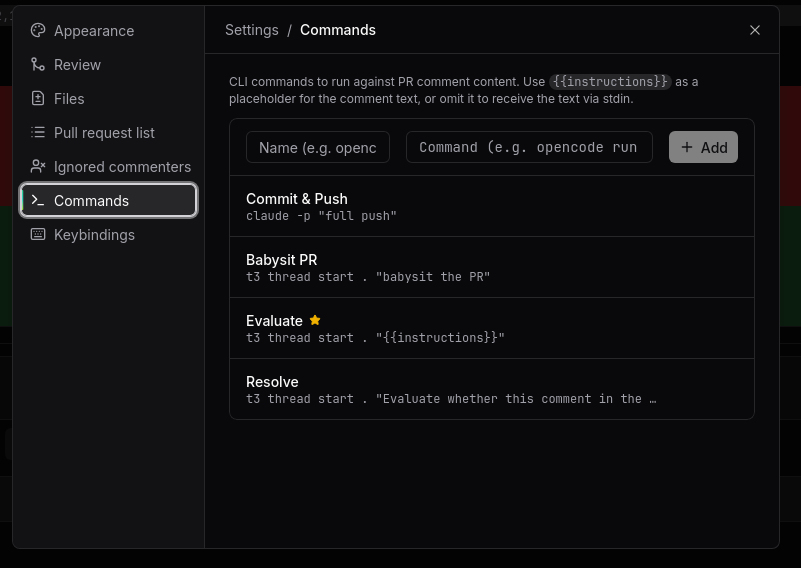 Appearance
Review
Files
Pull request list
Ignored commenters
Commands
Keybindings
Settings / Commands
CLI commands to run against PR comment content. Use {{instructions}} as a
placeholder for the comment text, or omit it to receive the text via stdin.
Name (e.g. openc
Command (e.g. opencode run
+ Add
Commit & Push
claude -p "full push"
Babysit PR
t3 thread start . "babysit the PR"
Evaluate
t3 thread start . "{{instructions}}"
Resolve
t3 thread start . "Evaluate whether this comment in the …